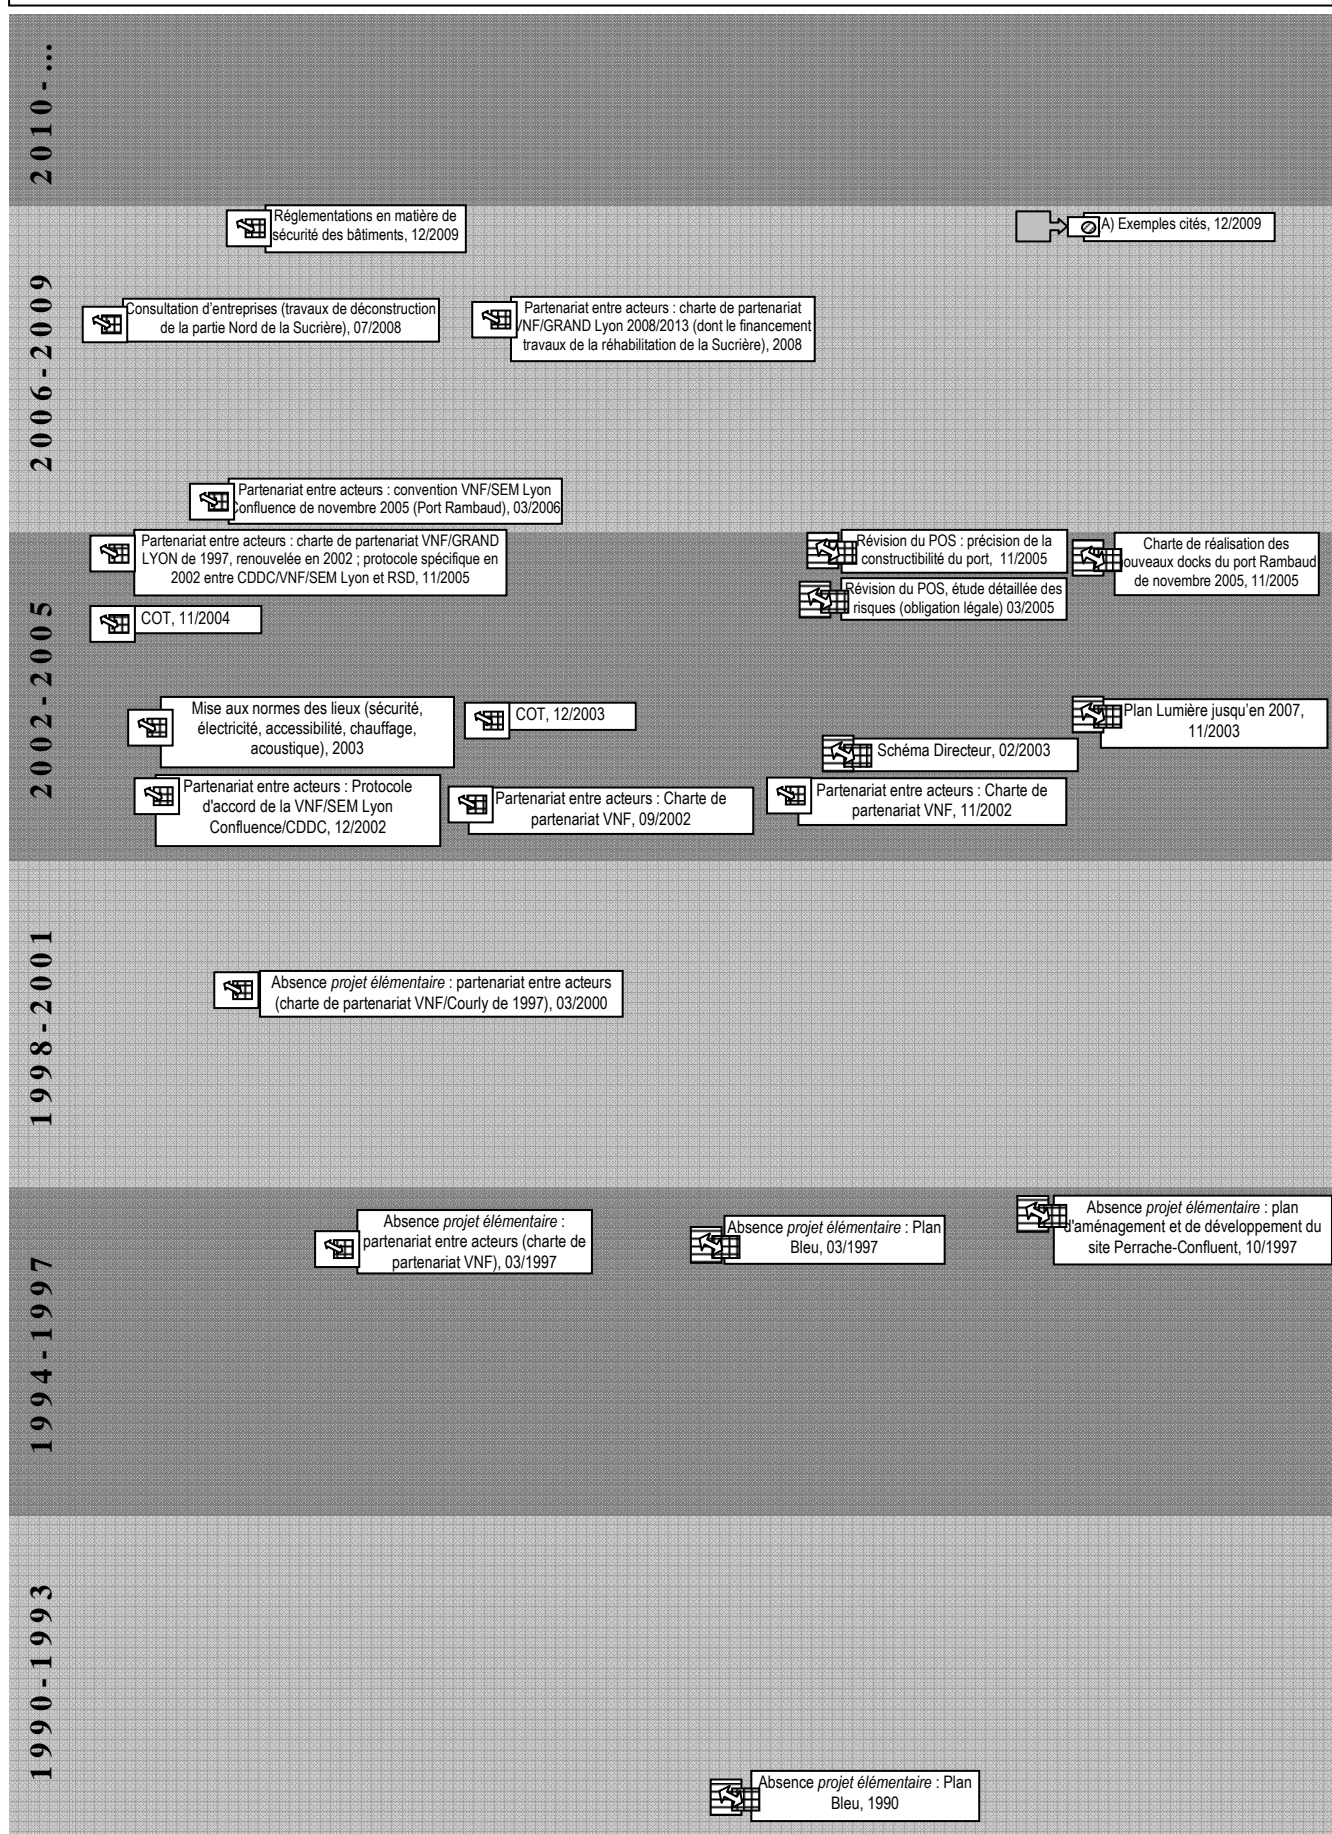 2010-...
Réglementations en matière de
sécurité des bâtiments, 12/2009
A) Exemples cités, 12/2009
2006-2009
Consultation d'entreprises (travaux de déconstruction
de la partie Nord de la Sucrière), 07/2008
Partenariat entre acteurs : charte de partenariat
VNF/GRAND Lyon 2008/2013 (dont le financement
travaux de la réhabilitation de la Sucrière), 2008
Partenariat entre acteurs : convention VNF/SEM Lyon
Confluence de novembre 2005 (Port Rambaud), 03/2006
2002-2005
Partenariat entre acteurs : charte de partenariat VNF/GRAND
LYON de 1997, renouvelée en 2002 ; protocole spécifique en
2002 entre CDDC/VNF/SEM Lyon et RSD, 11/2005
Révision du POS : précision de la
constructibilité du port, 11/2005
Charte de réalisation des
nouveaux docks du port Rambaud
de novembre 2005, 11/2005
Révision du POS, étude détaillée des
risques (obligation légale) 03/2005
COT, 11/2004
Mise aux normes des lieux (sécurité,
électricité, accessibilité, chauffage,
acoustique), 2003
COT, 12/2003
Plan Lumière jusqu'en 2007,
11/2003
Schéma Directeur, 02/2003
Partenariat entre acteurs : Protocole
d'accord de la VNF/SEM Lyon
Confluence/CDDC, 12/2002
Partenariat entre acteurs : Charte de
partenariat VNF, 09/2002
Partenariat entre acteurs : Charte de
partenariat VNF, 11/2002
1998-2001
Absence projet élémentaire : partenariat entre acteurs
(charte de partenariat VNF/Courly de 1997), 03/2000
1994-1997
Absence projet élémentaire :
partenariat entre acteurs (charte de
partenariat VNF), 03/1997
Absence projet élémentaire : Plan
Bleu, 03/1997
Absence projet élémentaire : plan
d'aménagement et de développement du
site Perrache-Confluent, 10/1997
1990-1993
Absence projet élémentaire : Plan
Bleu, 1990